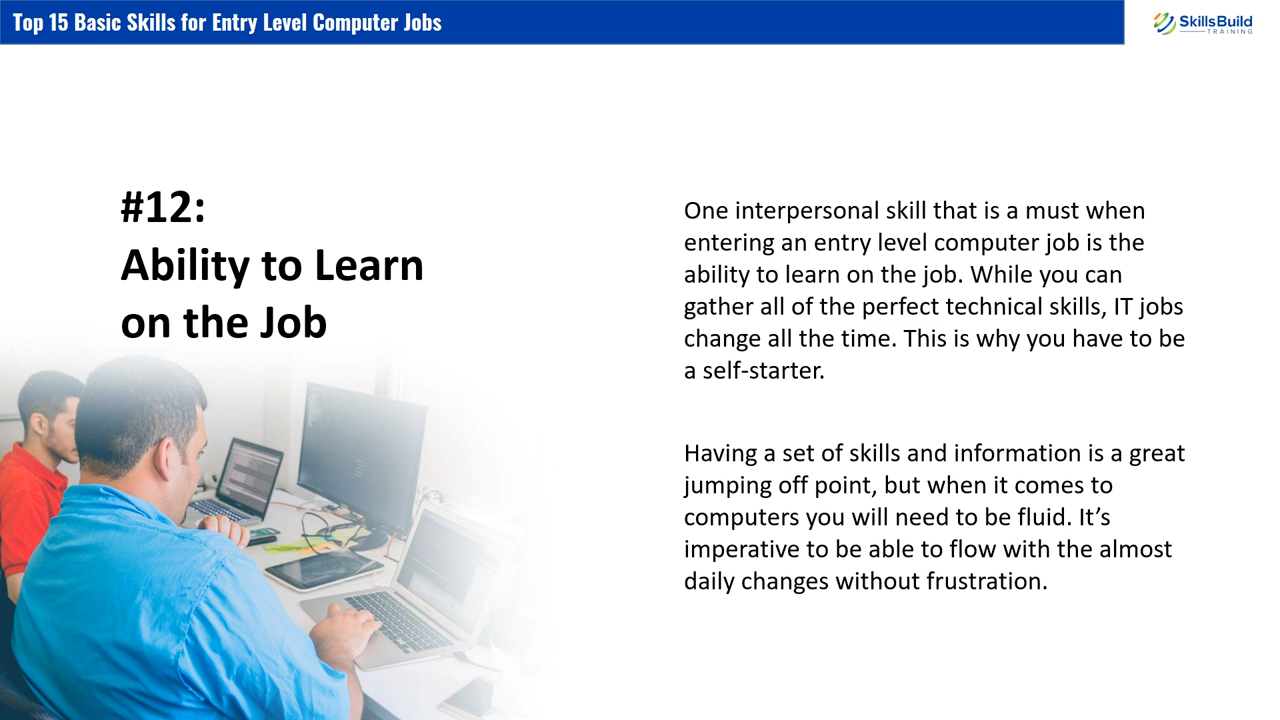 Top 15 Basic Skills for Entry Level Computer Jobs
SkillsBuild
TRAINING
#12:
Ability to Learn
on the Job
One interpersonal skill that is a must when
entering an entry level computer job is the
ability to learn on the job. While you can
gather all of the perfect technical skills, IT jobs
change all the time. This is why you have to be
a self-starter.
Having a set of skills and information is a great
jumping off point, but when it comes to
computers you will need to be fluid. It’s
imperative to be able to flow with the almost
daily changes without frustration.